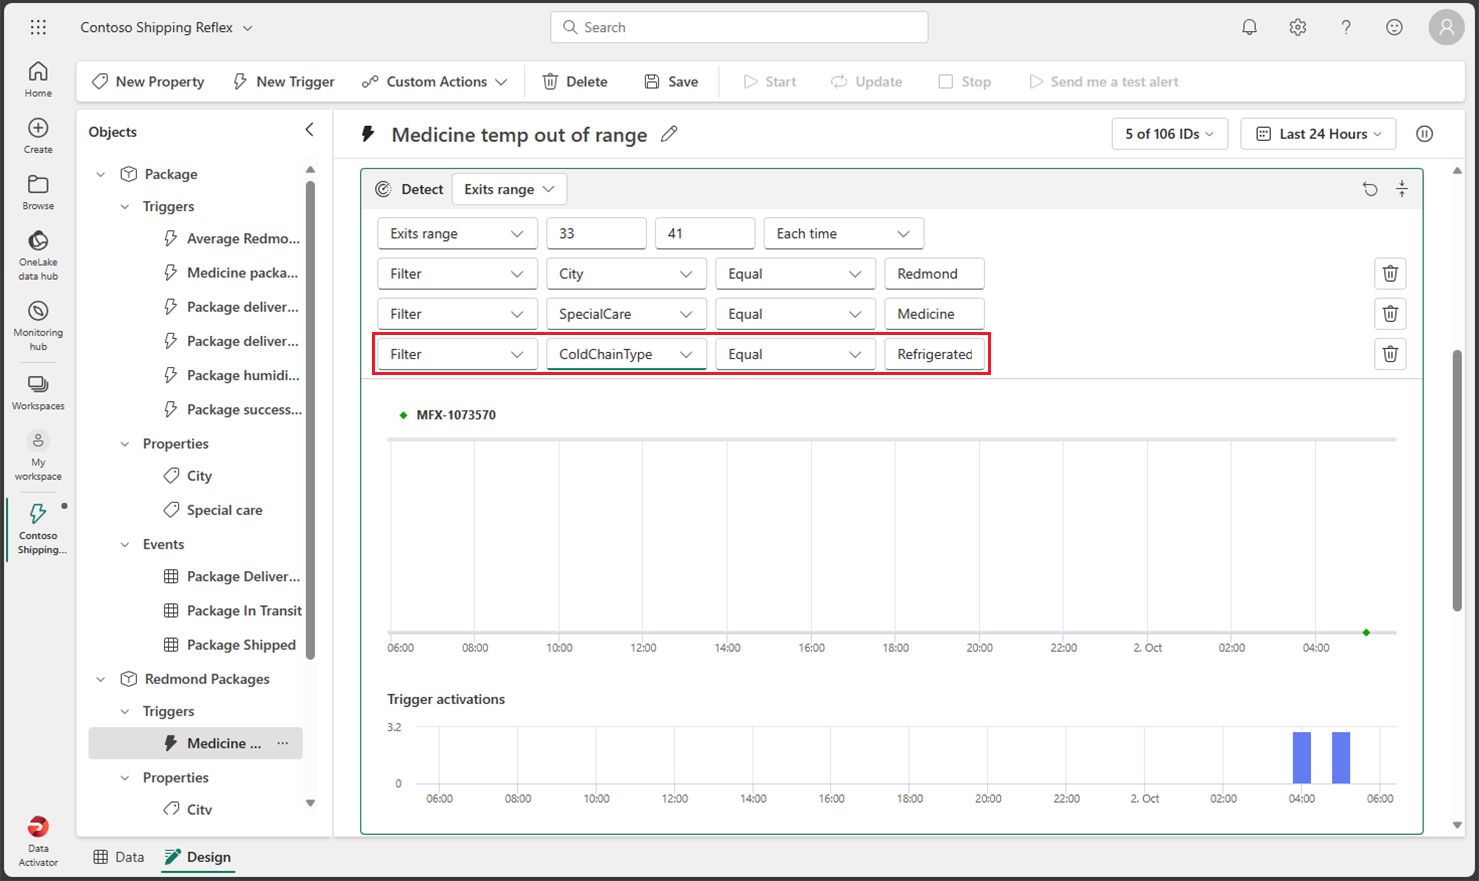 Contoso Shipping Reflex
Search
Home
Create
Browse
OneLake
data hub
Monitoring
hub
Workspaces
My
workspace
Contoso
Shipping...
Data
Activator
New Property
New Trigger
Custom Actions
Delete
Save
Start
Update
Stop
Send me a test alert
Objects
Package
Triggers
Average Redmo...
Medicine packa...
Package deliver...
Package deliver...
Package humidi...
Package success...
Properties
City
Special care
Events
Package Deliver...
Package In Transit
Package Shipped
Redmond Packages
Triggers
Medicine ...
Properties
City
Medicine temp out of range
5 of 106 IDs
Last 24 Hours
Detect
Exits range
Exits range 33 41 Each time
Filter City Equal Redmond
Filter SpecialCare Equal Medicine
Filter ColdChainType Equal Refrigerated
MFX-1073570
06:00 08:00 10:00 12:00 14:00 16:00 18:00 20:00 22:00 2. Oct 02:00 04:00
Trigger activations
3.2
0
06:00 08:00 10:00 12:00 14:00 16:00 18:00 20:00 22:00 2. Oct 02:00 04:00 06:00
Data
Design